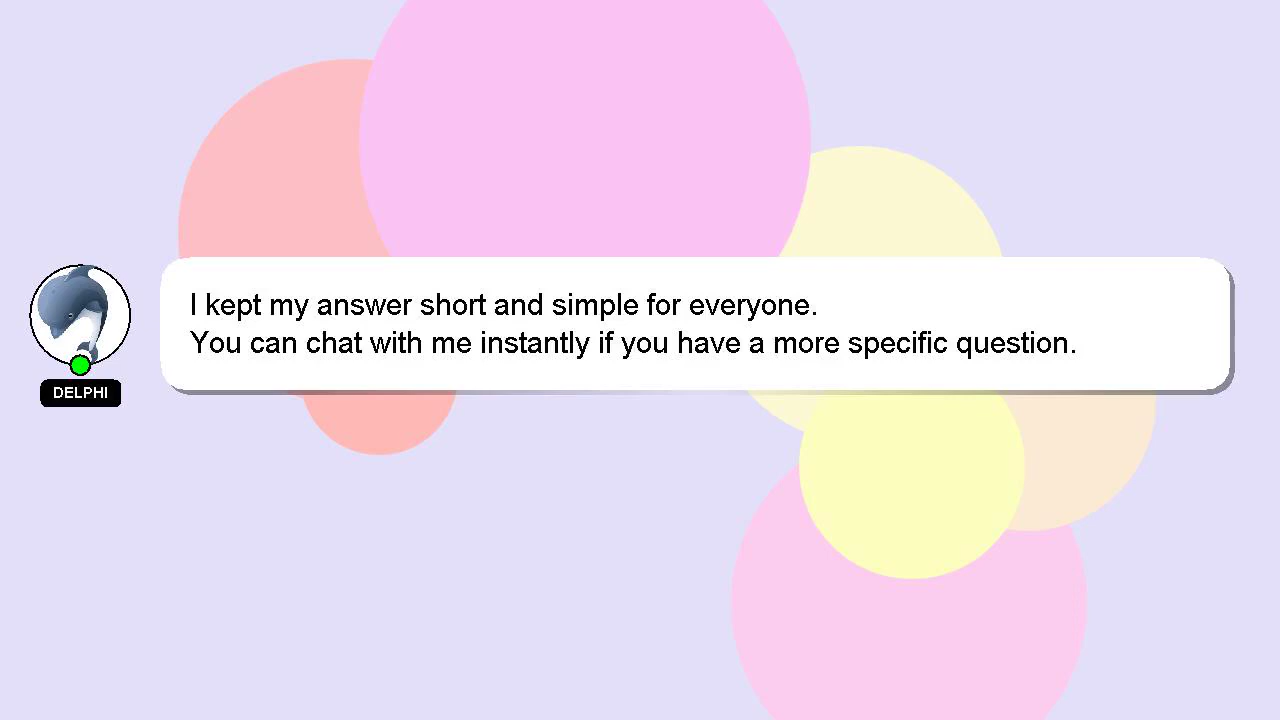 I kept my answer short and simple for everyone.
You can chat with me instantly if you have a more specific question.
DELPHI